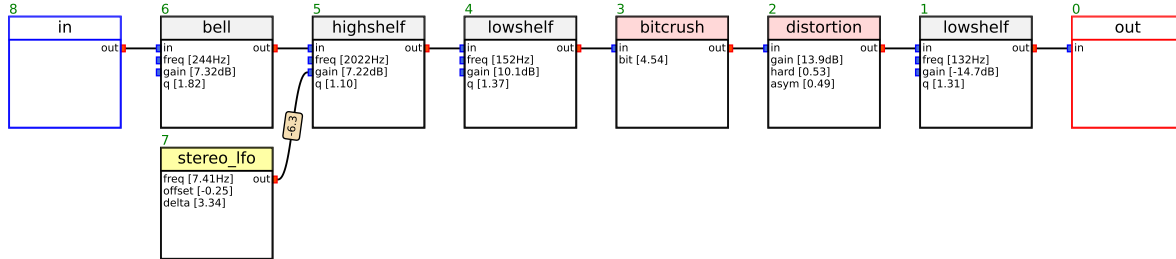 8
in
out
6
bell
in out
freq [244Hz]
gain [7.32dB]
q [1.82]
5
highshelf
in out
freq [2022Hz]
gain [7.22dB]
q [1.10]
4
lowshelf
in out
freq [152Hz]
gain [10.1dB]
q [1.37]
3
bitcrush
in out
bit [4.54]
2
distortion
in out
gain [13.9dB]
hard [0.53]
asym [0.49]
1
lowshelf
in out
freq [132Hz]
gain [-14.7dB]
q [1.31]
0
out
in
-6.3
7
stereo_lfo
freq [7.41Hz] out
offset [-0.25]
delta [3.34]